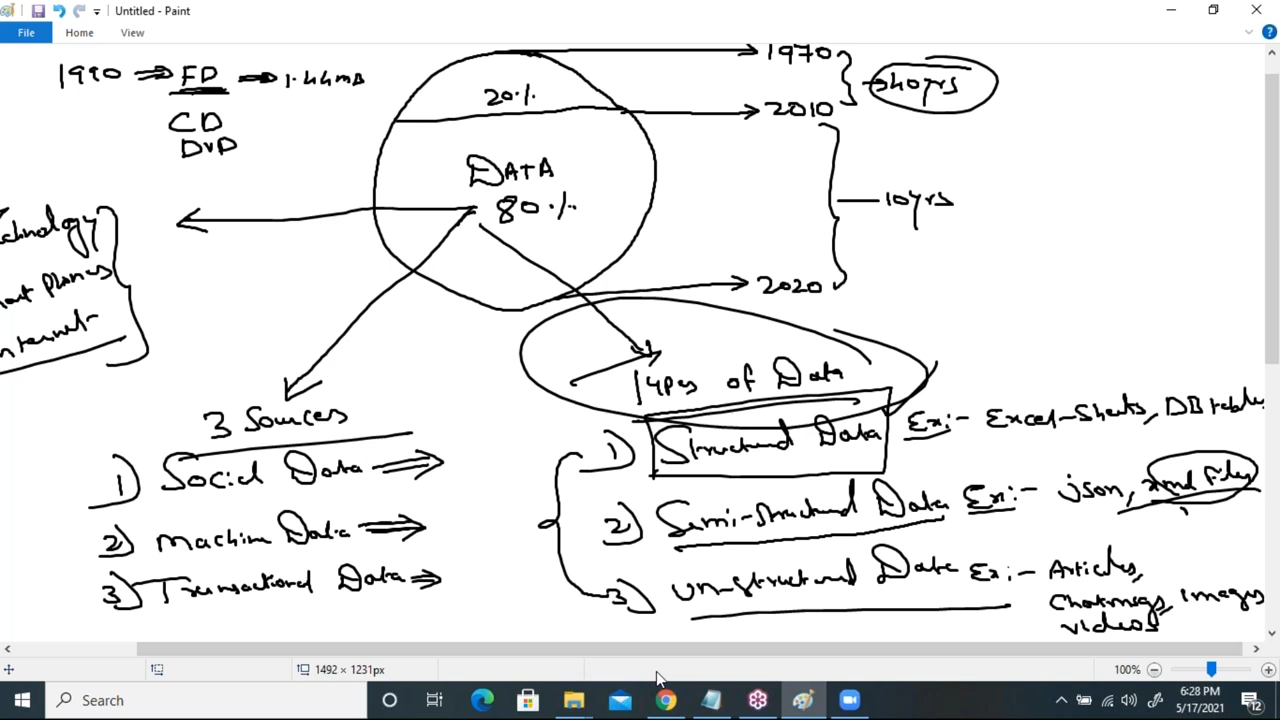 Untitled - Paint
File Home View
1990 ⇒ FD → 1.44mB
CD
DVD
20%
DATA
80%
1970
2010
40yrs
10yrs
2020
Types of Data
3 Sources
1) Social Data
2) Machine Data
3) Transactional Data
1) Structured Data Ex:- Excel-Sheets, DB tables
2) Semi-structured Data Ex:- json, xml files
3) Un-structured Data Ex:- Articles,
Chatmsgs, images
videos
1492 × 1231px
100%
Search
6:28 PM
5/17/2021
12